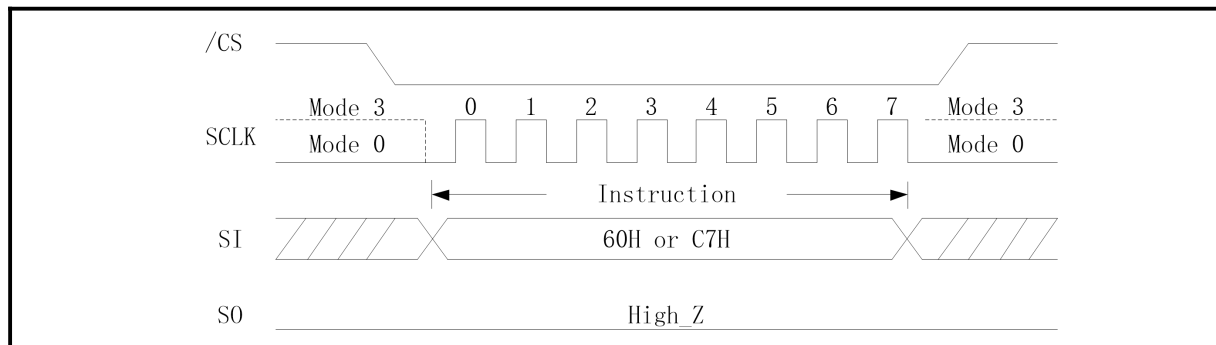 /CS
Mode 3 0 1 2 3 4 5 6 7 Mode 3
SCLK Mode 0 Mode 0
Instruction
SI 60H or C7H
SO High_Z